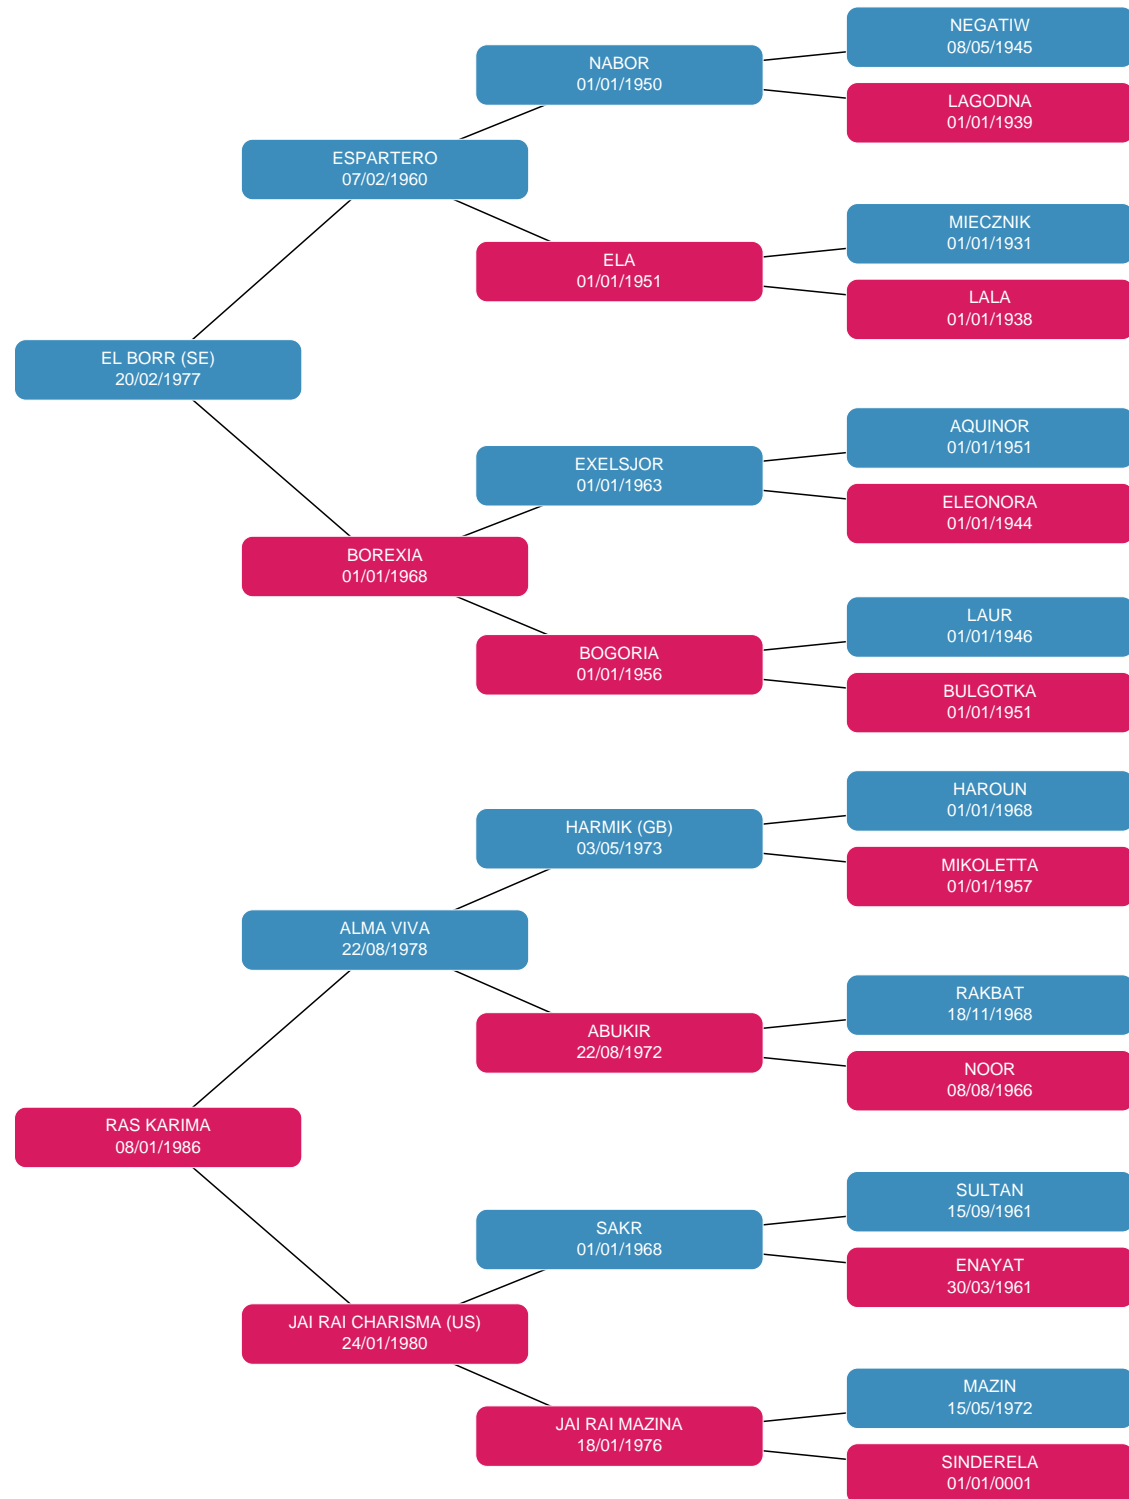 NEGATIW
08/05/1945
NABOR
01/01/1950
LAGODNA
01/01/1939
ESPARTERO
07/02/1960
MIECZNIK
01/01/1931
ELA
01/01/1951
LALA
01/01/1938
EL BORR (SE)
20/02/1977
AQUINOR
01/01/1951
EXELSJOR
01/01/1963
ELEONORA
01/01/1944
BOREXIA
01/01/1968
LAUR
01/01/1946
BOGORIA
01/01/1956
BULGOTKA
01/01/1951
HAROUN
01/01/1968
HARMIK (GB)
03/05/1973
MIKOLETTA
01/01/1957
ALMA VIVA
22/08/1978
RAKBAT
18/11/1968
ABUKIR
22/08/1972
NOOR
08/08/1966
RAS KARIMA
08/01/1986
SULTAN
15/09/1961
SAKR
01/01/1968
ENAYAT
30/03/1961
JAI RAI CHARISMA (US)
24/01/1980
MAZIN
15/05/1972
JAI RAI MAZINA
18/01/1976
SINDERELA
01/01/0001